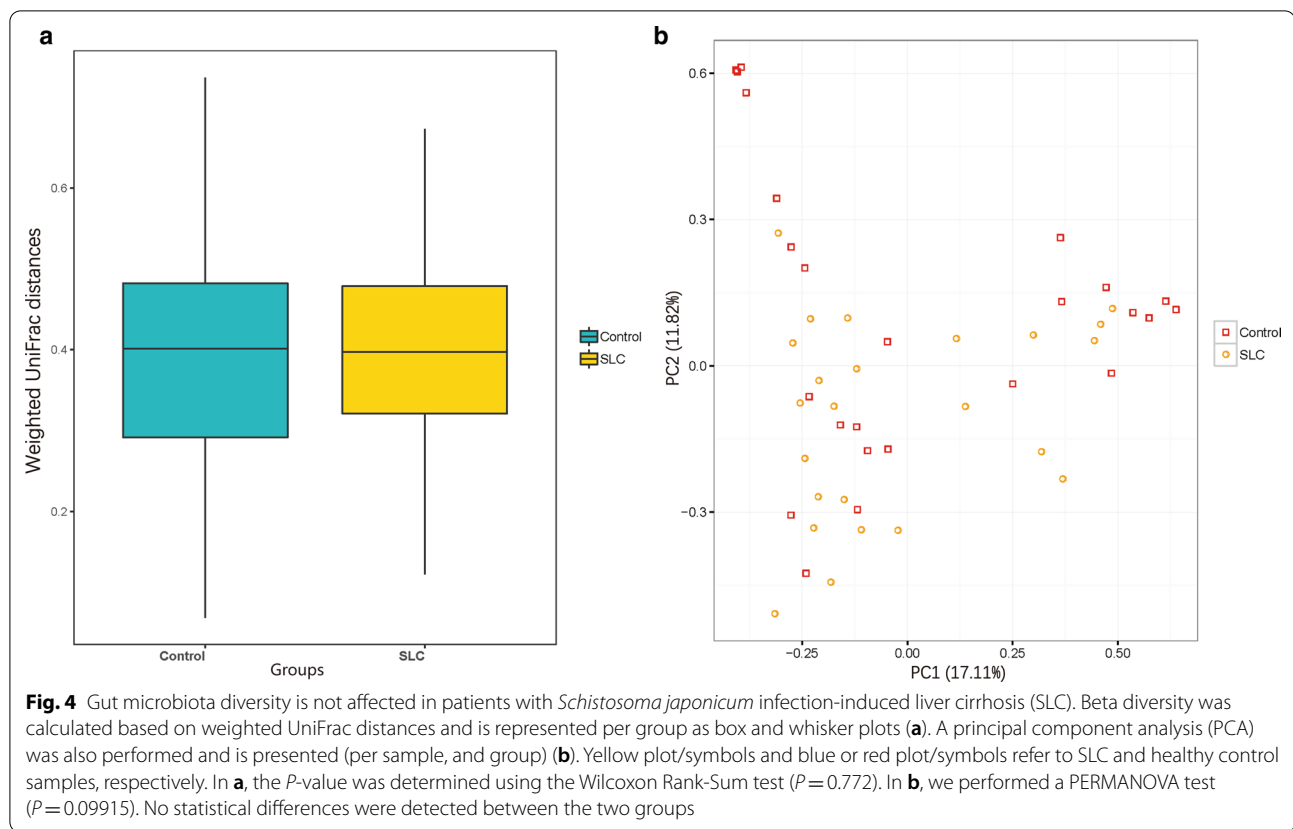 a
Weighted UniFrac distances
0.6
0.4
0.2
Control
SLC
Groups
Control
SLC
b
PC2 (11.82%)
0.6
0.3
0.0
−0.3
−0.25
0.00
0.25
0.50
PC1 (17.11%)
Control
SLC
Fig. 4 Gut microbiota diversity is not affected in patients with Schistosoma japonicum infection-induced liver cirrhosis (SLC). Beta diversity was
calculated based on weighted UniFrac distances and is represented per group as box and whisker plots (a). A principal component analysis (PCA)
was also performed and is presented (per sample, and group) (b). Yellow plot/symbols and blue or red plot/symbols refer to SLC and healthy control
samples, respectively. In a, the P-value was determined using the Wilcoxon Rank-Sum test (P = 0.772). In b, we performed a PERMANOVA test
(P = 0.09915). No statistical differences were detected between the two groups